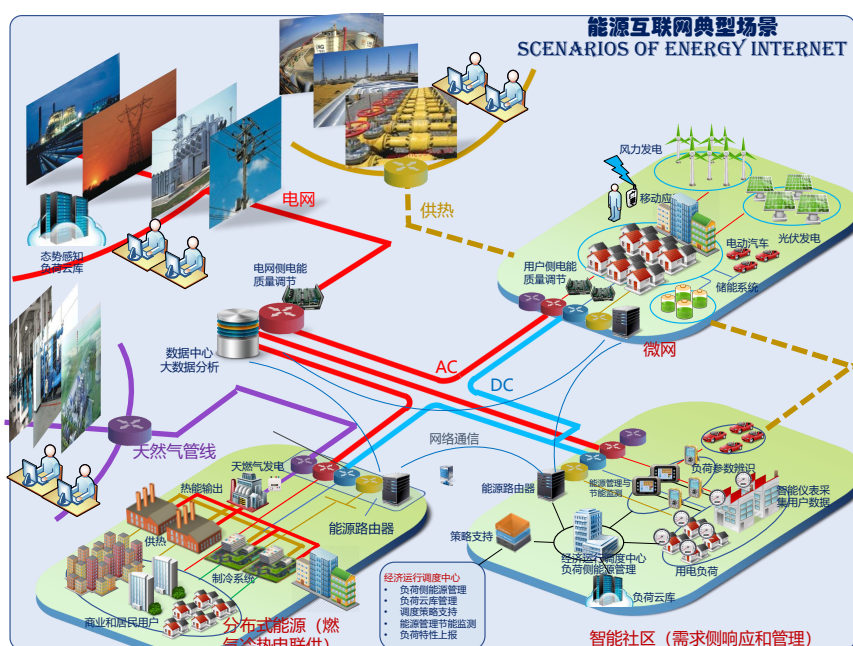 能源互联网典型场景
SCENARIOS OF ENERGY INTERNET
风力发电
移动应
电网
供热
态势感知
负荷云库
电网侧电能
质量调节
用户侧电能
质量调节
电动汽车
光伏发电
储能系统
微网
数据中心
大数据分析
AC
DC
天然气管线
网络通信
天燃气发电
热能输出
供热
能源路由器
制冷系统
商业和居民用户
分布式能源（燃
气冷热电联供）
能源路由器
能源管理与
节能监测
负荷参数辨识
智能仪表采
集用户数据
策略支持
经济运行调度中心
负荷侧能源管理
用电负荷
负荷云库
经济运行调度中心
• 负荷侧能源管理
• 负荷云库管理
• 调度策略支持
• 能源管理节能监测
• 负荷特性上报
智能社区（需求侧响应和管理）